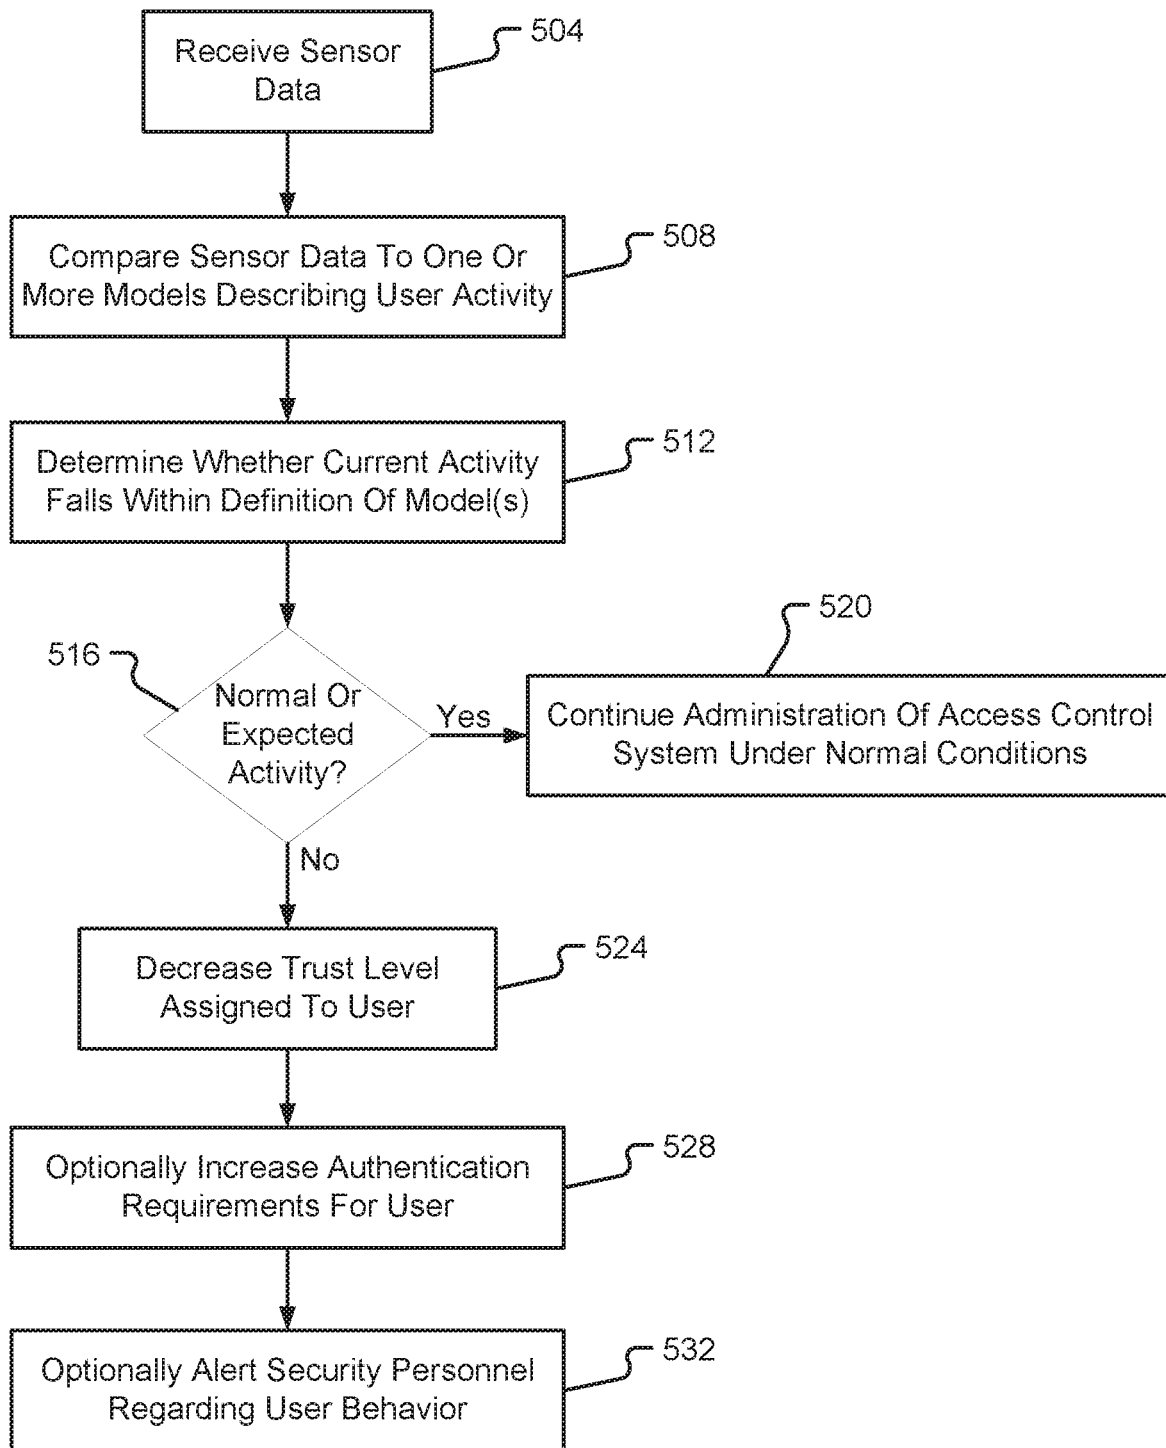 Receive Sensor
Data
504
Compare Sensor Data To One Or
More Models Describing User Activity
508
Determine Whether Current Activity
Falls Within Definition Of Model(s)
512
516
Normal Or
Expected
Activity?
Yes
520
Continue Administration Of Access Control
System Under Normal Conditions
No
Decrease Trust Level
Assigned To User
524
Optionally Increase Authentication
Requirements For User
528
Optionally Alert Security Personnel
Regarding User Behavior
532